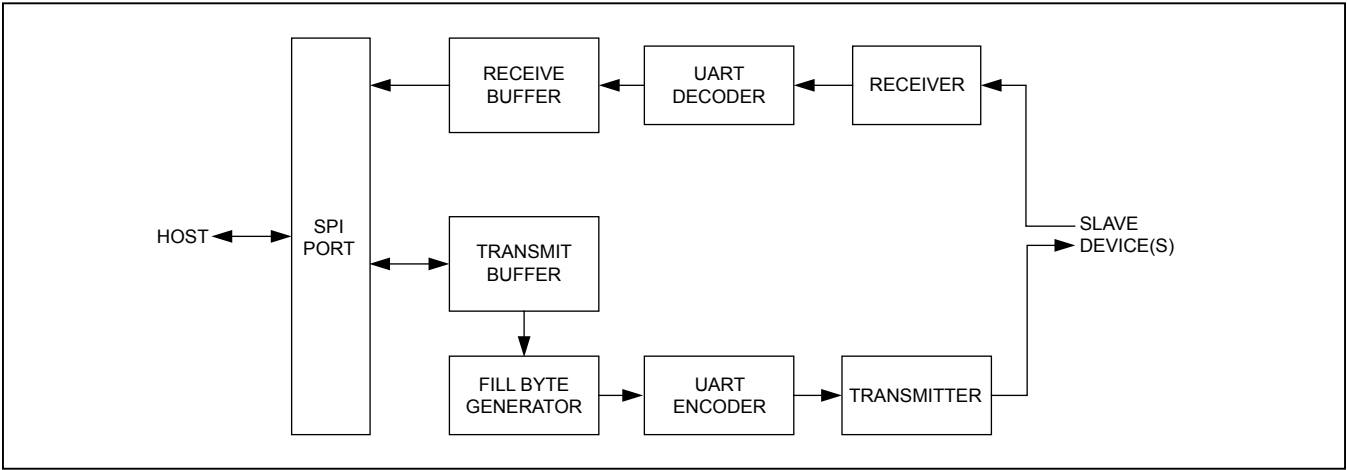 RECEIVE
BUFFER
UART
DECODER
RECEIVER
HOST
SPI
PORT
TRANSMIT
BUFFER
SLAVE
DEVICE(S)
FILL BYTE
GENERATOR
UART
ENCODER
TRANSMITTER